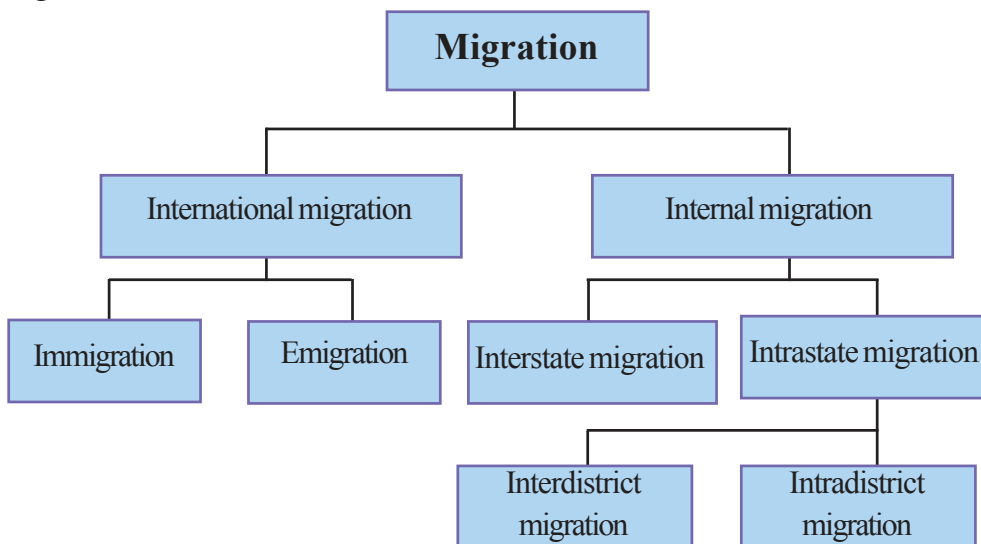 Migration
International migration
Internal migration
Immigration
Emigration
Interstate migration
Intrastate migration
Interdistrict
migration
Intradistrict
migration